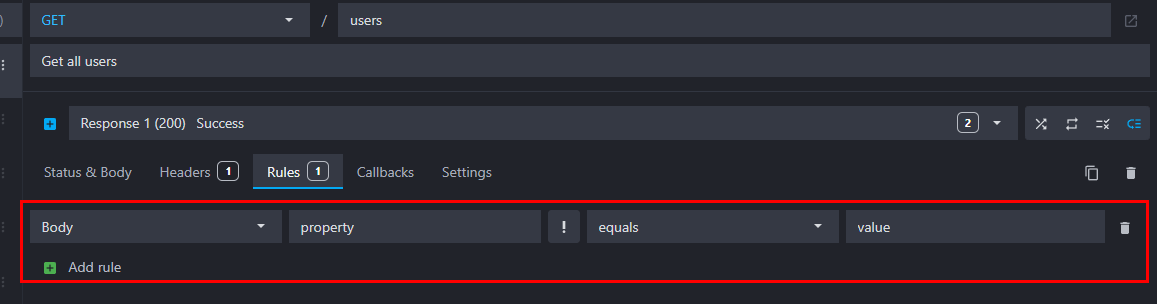 ) GET / users
Get all users
Response 1 (200) Success 2
Status & Body Headers 1 Rules 1 Callbacks Settings
Body property ! equals value
Add rule